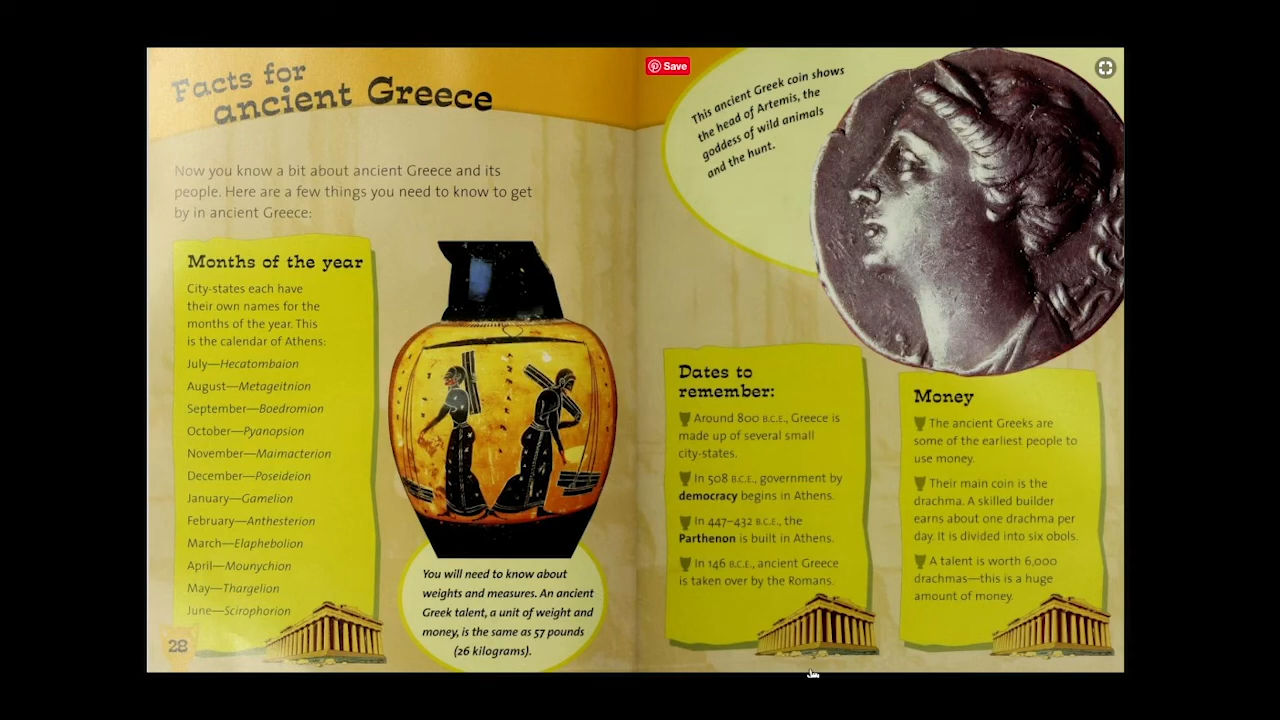 Facts for
ancient Greece
Now you know a bit about ancient Greece and its
people. Here are a few things you need to know to get
by in ancient Greece:
Months of the year
City-states each have
their own names for the
months of the year. This
is the calendar of Athens:
July—Hecatombaion
August—Metageitnion
September—Boedromion
October—Pyanopsion
November—Maimacterion
December—Poseideion
January—Gamelion
February—Anthesterion
March—Elaphebolion
April—Mounychion
May—Thargelion
June—Scirophorion
28
You will need to know about
weights and measures. An ancient
Greek talent, a unit of weight and
money, is the same as 57 pounds
(26 kilograms).
Save
This ancient Greek coin shows
the head of Artemis, the
goddess of wild animals
and the hunt.
Dates to
remember:
Around 800 B.C.E., Greece is
made up of several small
city-states.
In 508 B.C.E., government by
democracy begins in Athens.
In 447–432 B.C.E., the
Parthenon is built in Athens.
In 146 B.C.E., ancient Greece
is taken over by the Romans.
Money
The ancient Greeks are
some of the earliest people to
use money.
Their main coin is the
drachma. A skilled builder
earns about one drachma per
day. It is divided into six obols.
A talent is worth 6,000
drachmas—this is a huge
amount of money.